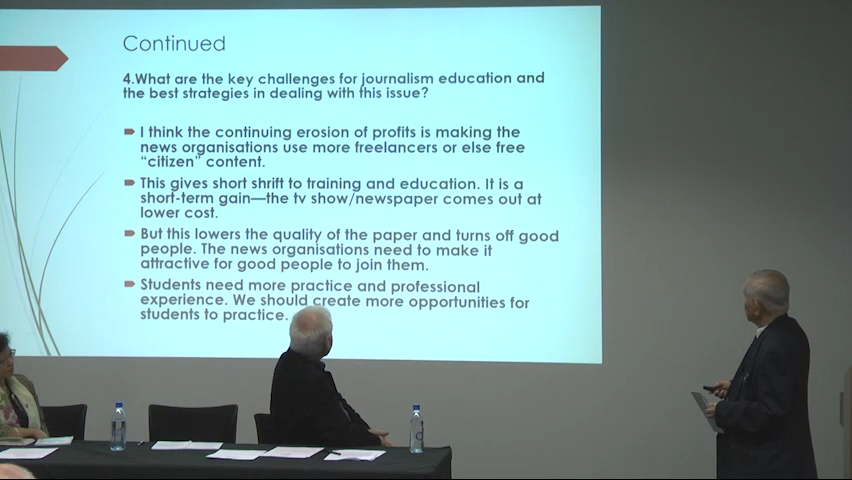 Continued
4.What are the key challenges for journalism education and
the best strategies in dealing with this issue?
I think the continuing erosion of profits is making the
news organisations use more freelancers or else free
“citizen” content.
This gives short shrift to training and education. It is a
short-term gain—the tv show/newspaper comes out at
lower cost.
But this lowers the quality of the paper and turns off good
people. The news organisations need to make it
attractive for good people to join them.
Students need more practice and professional
experience. We should create more opportunities for
students to practice.